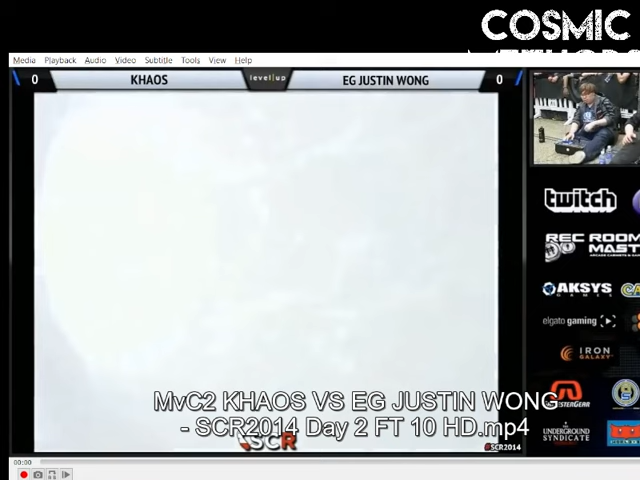 COSMIC
Media Playback Audio Video Subtitle Tools View Help
0 KHAOS level|up EG JUSTIN WONG 0
twitch
REC ROOM
MAST
AKSYS
GAMES
elgato gaming
IRON
GALAXY
MvC2 KHAOS VS EG JUSTIN WONG
- SCR2014 Day 2 FT 10 HD.mp4
SCR
#SCR2014
UNDERGROUND
SYNDICATE
00:00